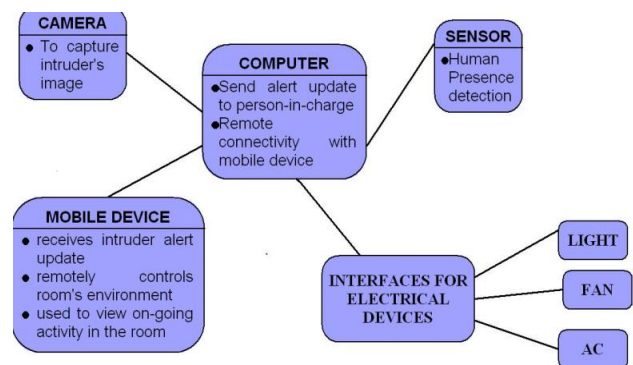 CAMERA
● To capture
intruder's
image
COMPUTER
●Send alert update
to person-in-charge
●Remote
connectivity with
mobile device
SENSOR
●Human
Presence
detection
MOBILE DEVICE
● receives intruder alert
update
● remotely controls
room's environment
● used to view on-going
activity in the room
INTERFACES FOR
ELECTRICAL
DEVICES
LIGHT
FAN
AC